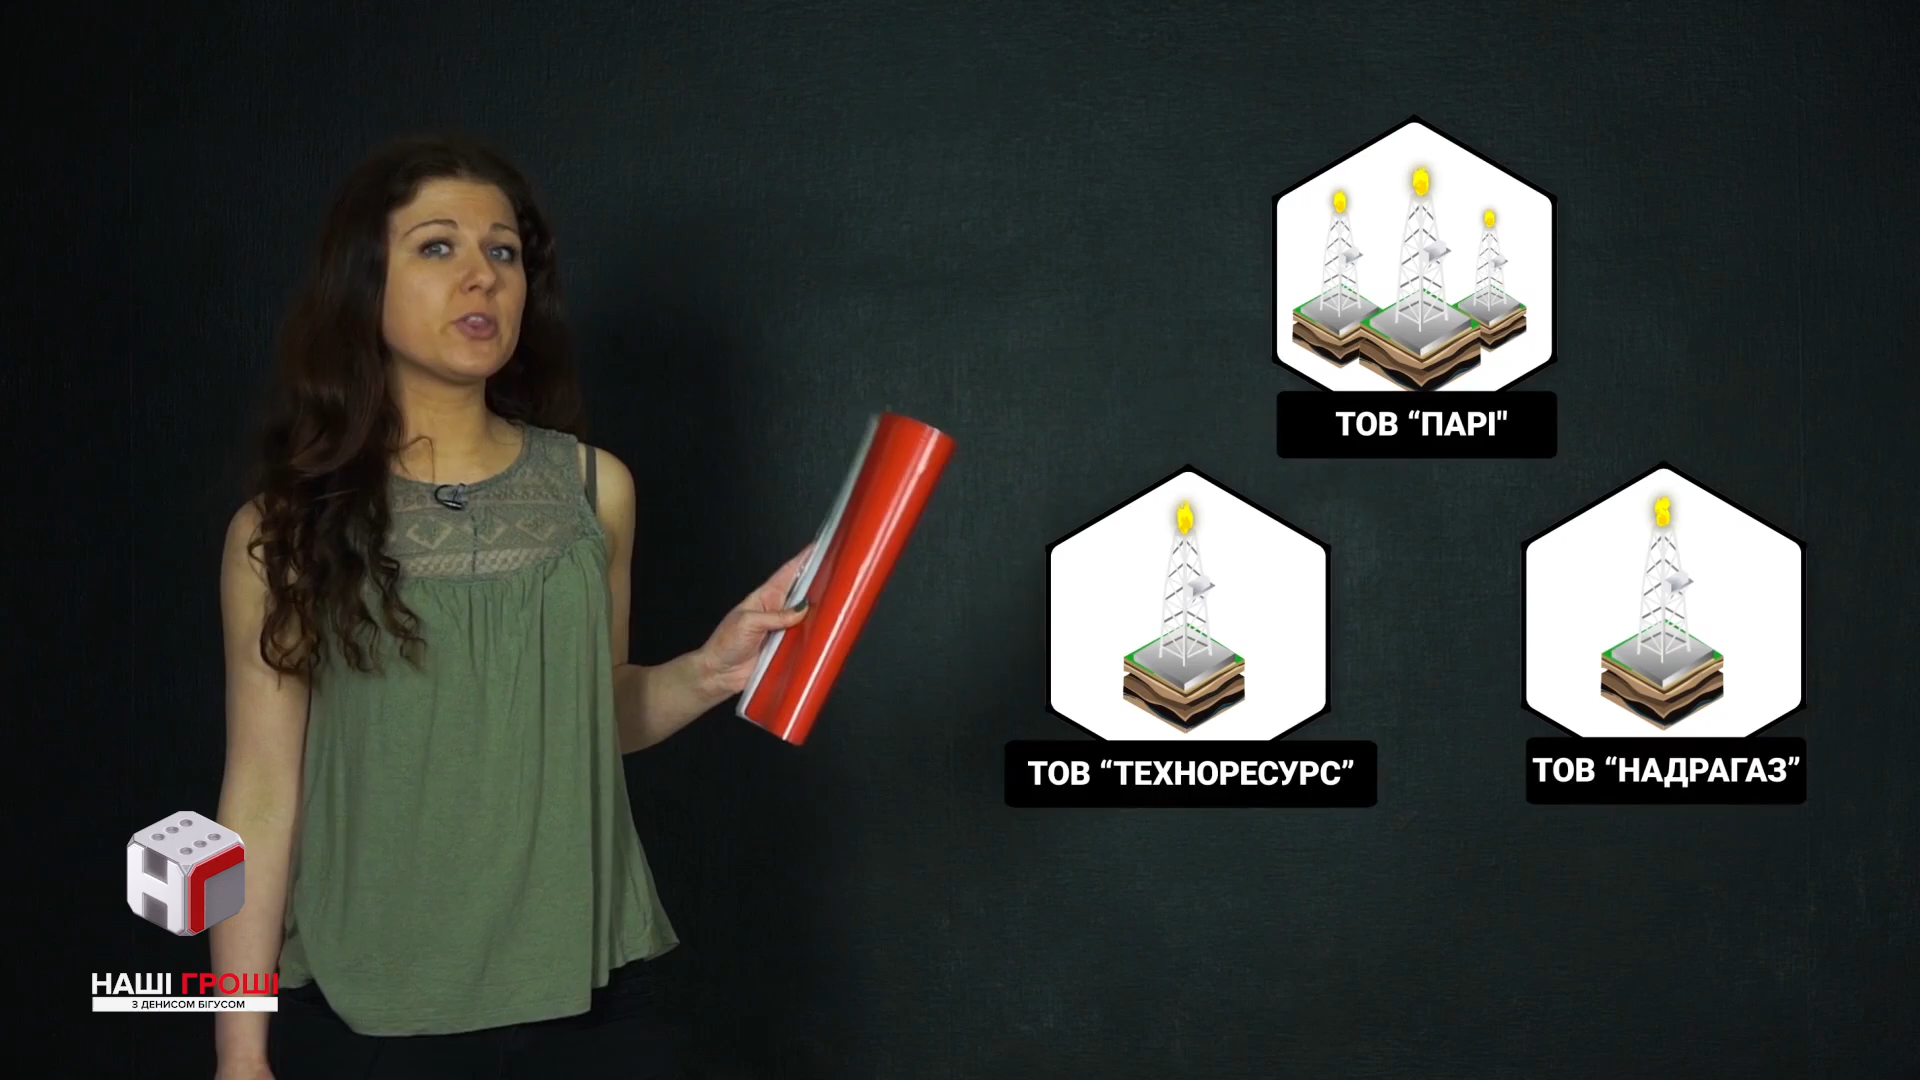 ТОВ “ПАРІ"
ТОВ “ТЕХНОРЕСУРС”
ТОВ “НАДРАГАЗ”
НАШІ ГРОШІ
З ДЕНИСОМ БІГУСОМ